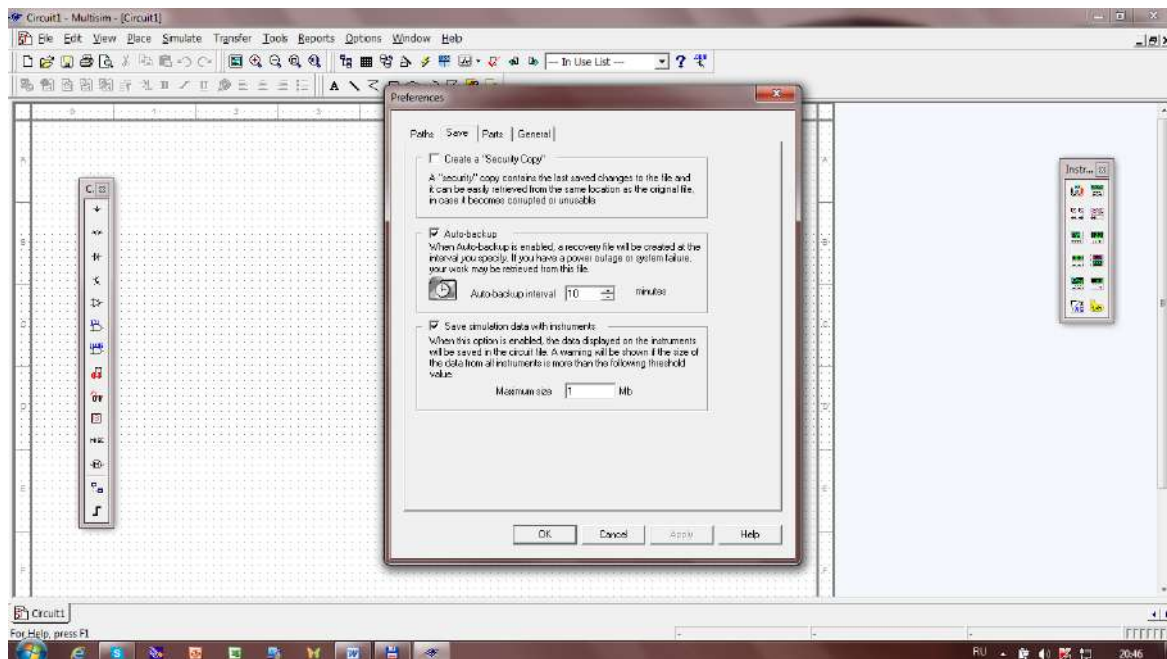 Circuit1 - Multisim - [Circuit1]
File Edit View Place Simulate Transfer Tools Reports Options Window Help
--- In Use List ---
Preferences
Paths Save Parts General
Create a "Security Copy"
A "security" copy contains the last saved changes to the file and
it can be easily retrieved from the same location as the original file,
in case it becomes corrupted or unusable
Auto-backup
When Auto-backup is enabled, a recovery file will be created at the
interval you specify. If you have a power outage or system failure,
your work may be retrieved from this file.
Auto-backup interval 10 minutes
Save simulation data with instruments
When this option is enabled, the data displayed on the instruments
will be saved in the circuit file. A warning will be shown if the size of
the data from all instruments is more than the following threshold
value.
Maximum size 1 Mb
OK Cancel Apply Help
C.
Instr...
Circuit1
For Help, press F1
RU 20:46